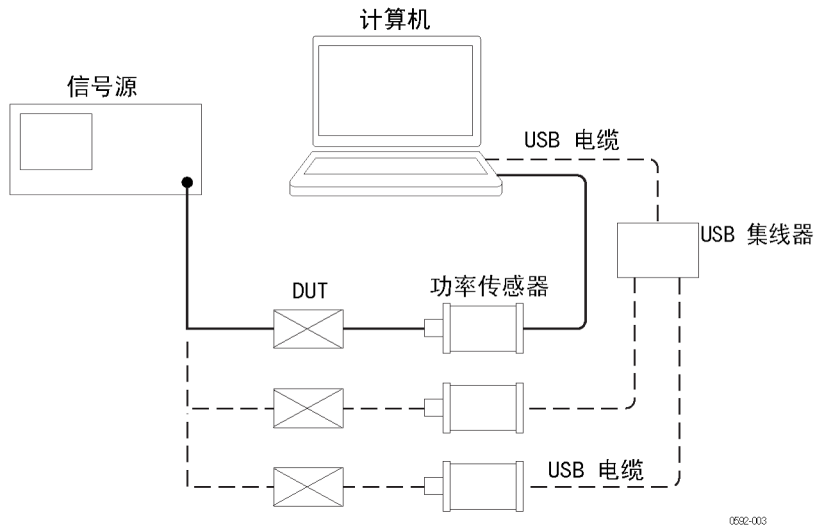 计算机
信号源
USB 电缆
USB 集线器
DUT
功率传感器
USB 电缆
0592-003